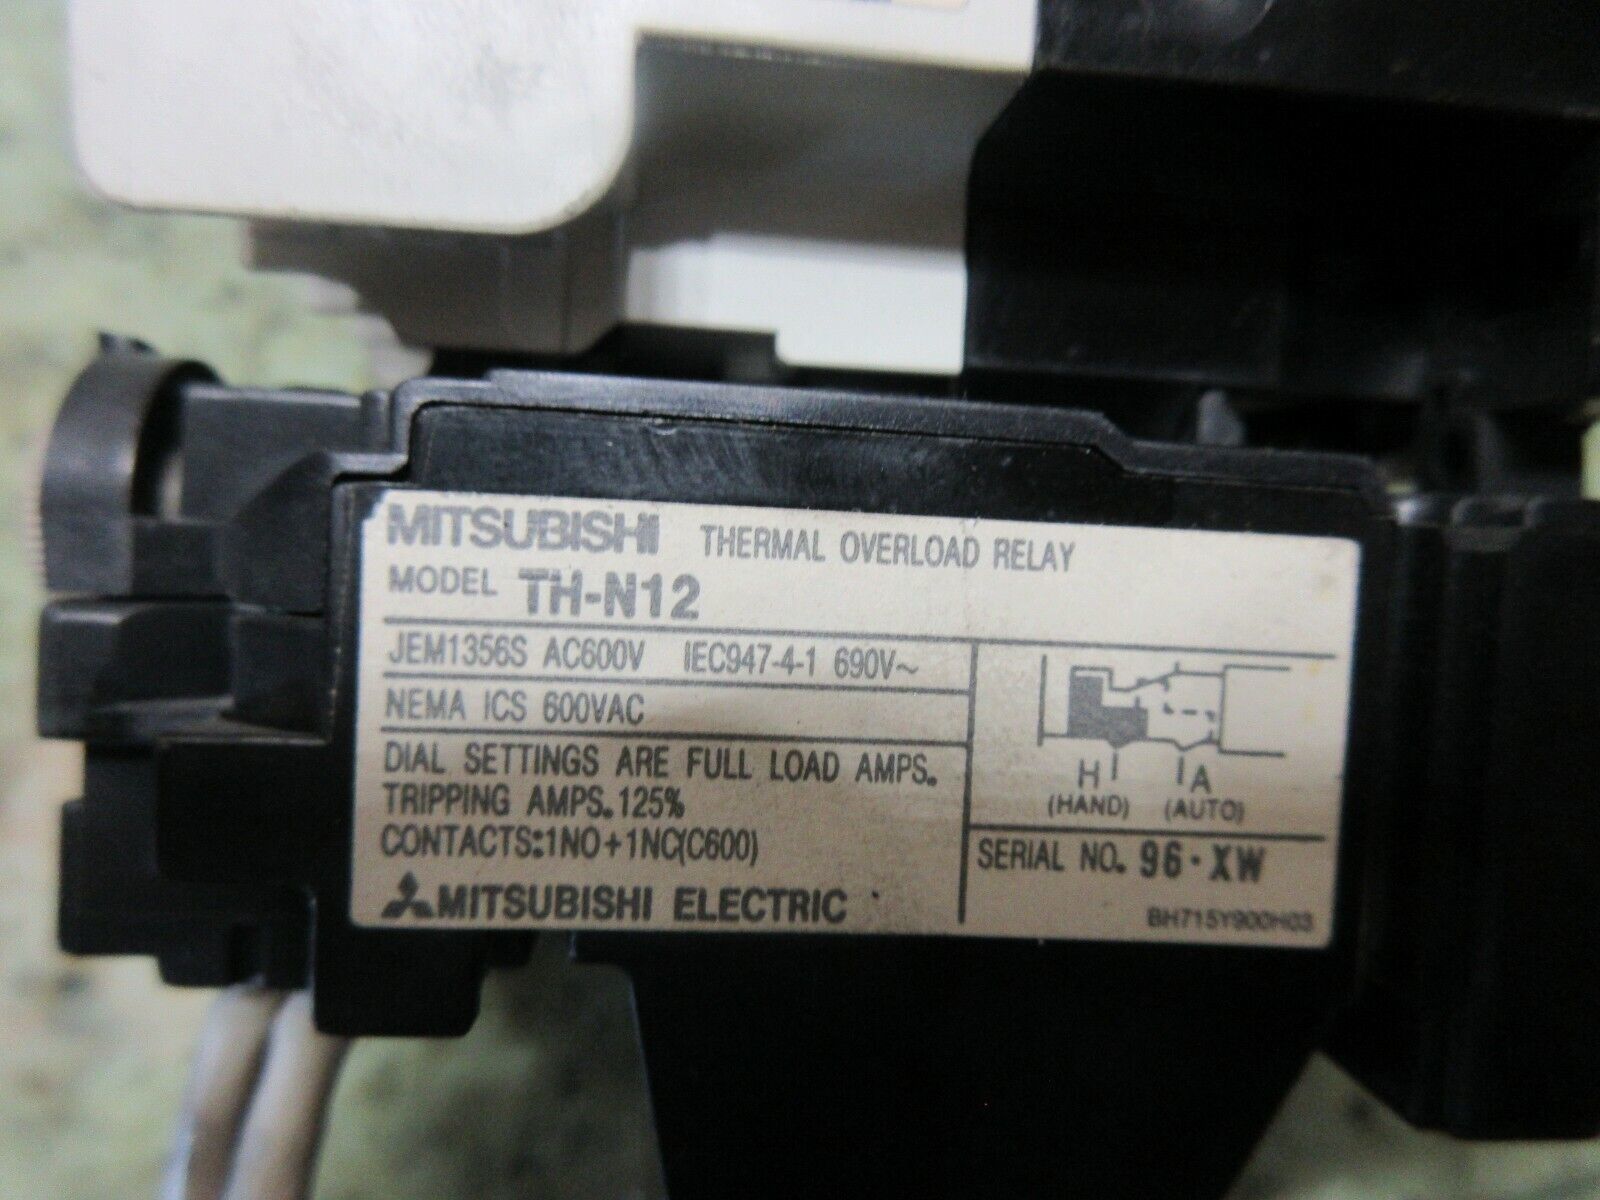 MITSUBISHI THERMAL OVERLOAD RELAY
MODEL TH-N12
JEM1356S AC600V IEC947-4-1 690V~
NEMA ICS 600VAC
DIAL SETTINGS ARE FULL LOAD AMPS.
TRIPPING AMPS.125%
CONTACTS:1NO+1NC(C600)
MITSUBISHI ELECTRIC
H A
(HAND) (AUTO)
SERIAL NO. 96·XW
BH715Y900H03